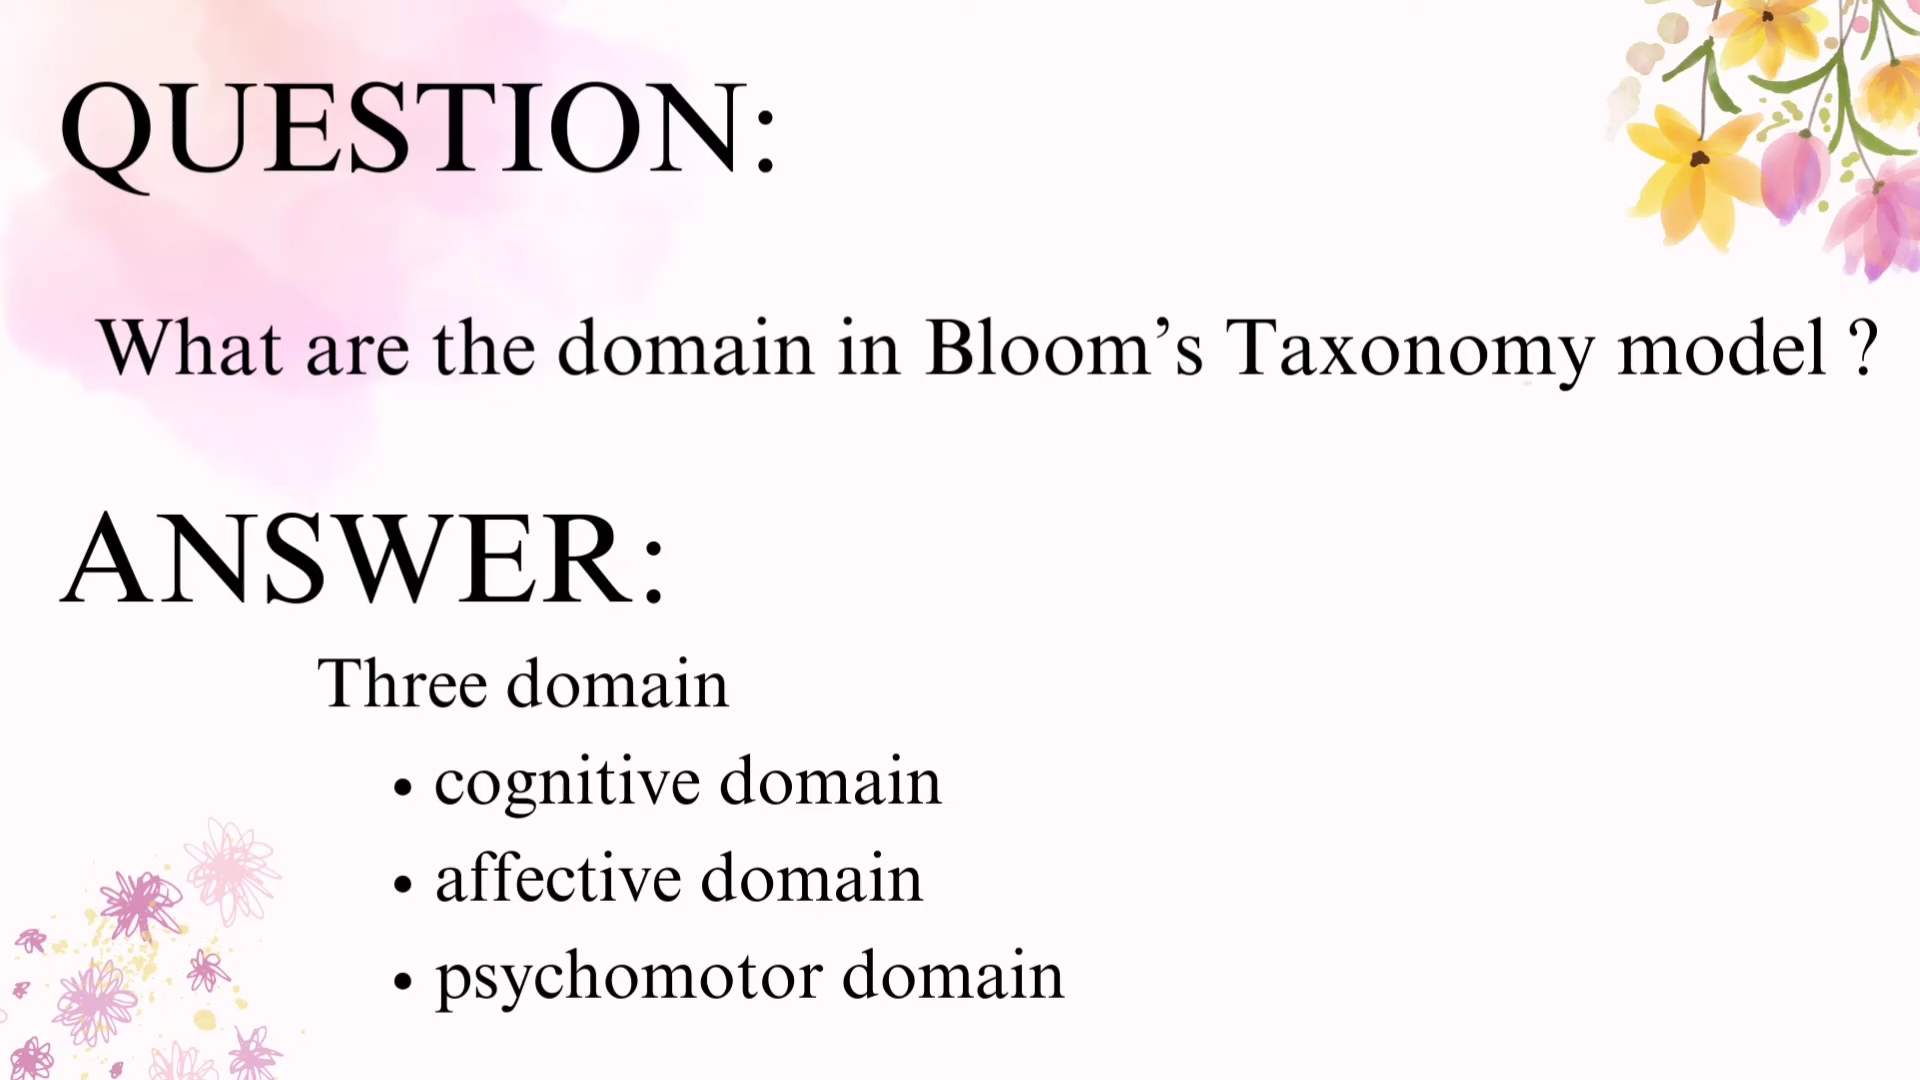 QUESTION:
What are the domain in Bloom’s Taxonomy model ?
ANSWER:
Three domain
• cognitive domain
• affective domain
• psychomotor domain